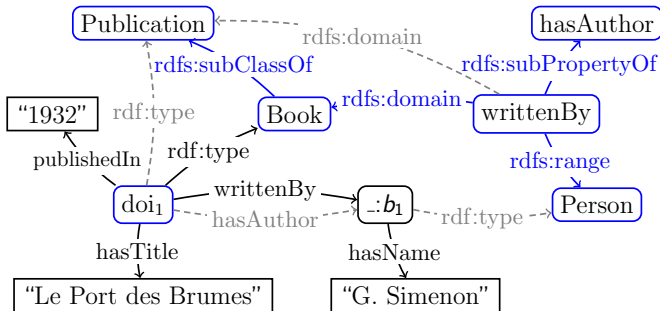 Publication
hasAuthor
rdfs:domain
rdfs:subClassOf
rdfs:subPropertyOf
“1932”
rdf:type
Book
rdfs:domain
writtenBy
publishedIn
rdf:type
rdfs:range
doi1
writtenBy
hasAuthor
_:b1
rdf:type
Person
hasTitle
hasName
“Le Port des Brumes”
“G. Simenon”